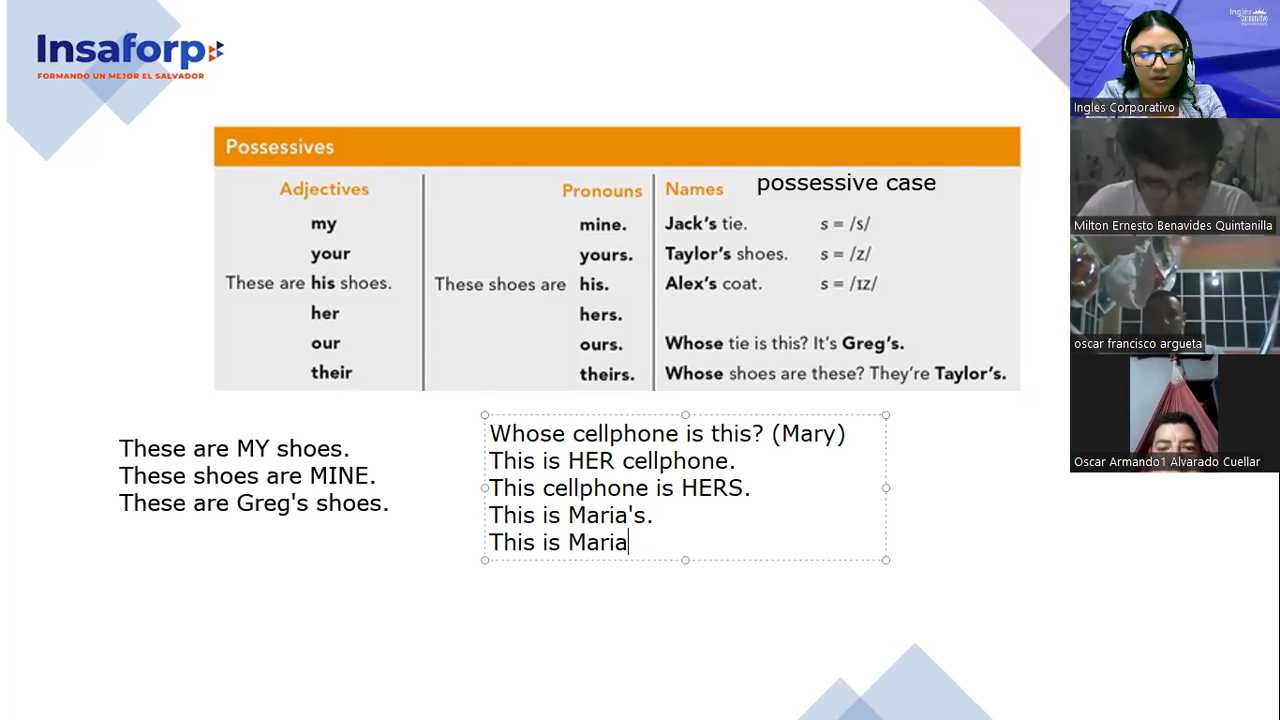 Insaforp
FORMANDO UN MEJOR EL SALVADOR
Possessives
Adjectives
my
your
These are his shoes.
her
our
their
Pronouns
mine.
yours.
These shoes are his.
hers.
ours.
theirs.
Names possessive case
Jack's tie. s = /s/
Taylor's shoes. s = /z/
Alex's coat. s = /ɪz/
Whose tie is this? It's Greg's.
Whose shoes are these? They're Taylor's.
These are MY shoes.
These shoes are MINE.
These are Greg's shoes.
Whose cellphone is this? (Mary)
This is HER cellphone.
This cellphone is HERS.
This is Maria's.
This is Maria
Ingles Corporativo
Milton Ernesto Benavides Quintanilla
oscar francisco argueta
Oscar Armando1 Alvarado Cuellar